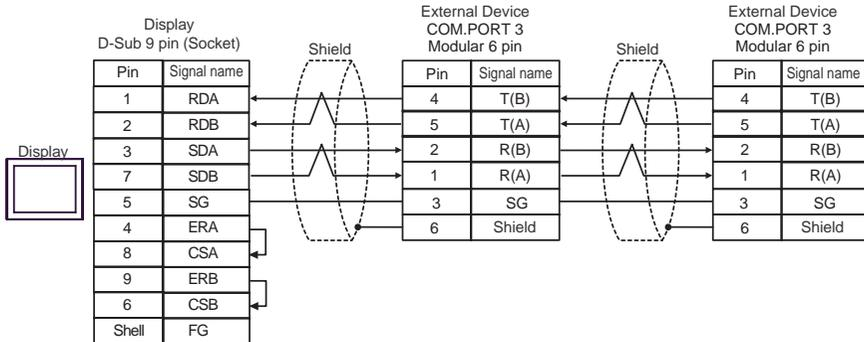 Display
D-Sub 9 pin (Socket)
Shield
External Device
COM.PORT 3
Modular 6 pin
Shield
External Device
COM.PORT 3
Modular 6 pin
Display
Pin Signal name
1 RDA
2 RDB
3 SDA
7 SDB
5 SG
4 ERA
8 CSA
9 ERB
6 CSB
Shell FG
Pin Signal name
4 T(B)
5 T(A)
2 R(B)
1 R(A)
3 SG
6 Shield
Pin Signal name
4 T(B)
5 T(A)
2 R(B)
1 R(A)
3 SG
6 Shield